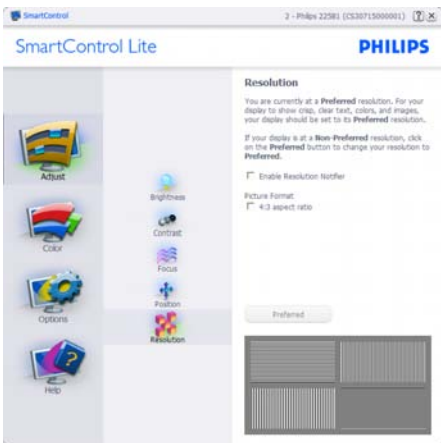 SmartControl
2 - Philips 225B1 (CS30715000001)
SmartControl Lite
PHILIPS
Adjust
Color
Options
Help
Brightness
Contrast
Focus
Position
Resolution
Resolution
You are currently at a Preferred resolution. For your
display to show crisp, clear text, colors, and images,
your display should be set to its Preferred resolution.
If your display is at a Non-Preferred resolution, click
on the Preferred button to change your resolution to
Preferred.
Enable Resolution Notifier
Picture Format
4:3 aspect ratio
Preferred